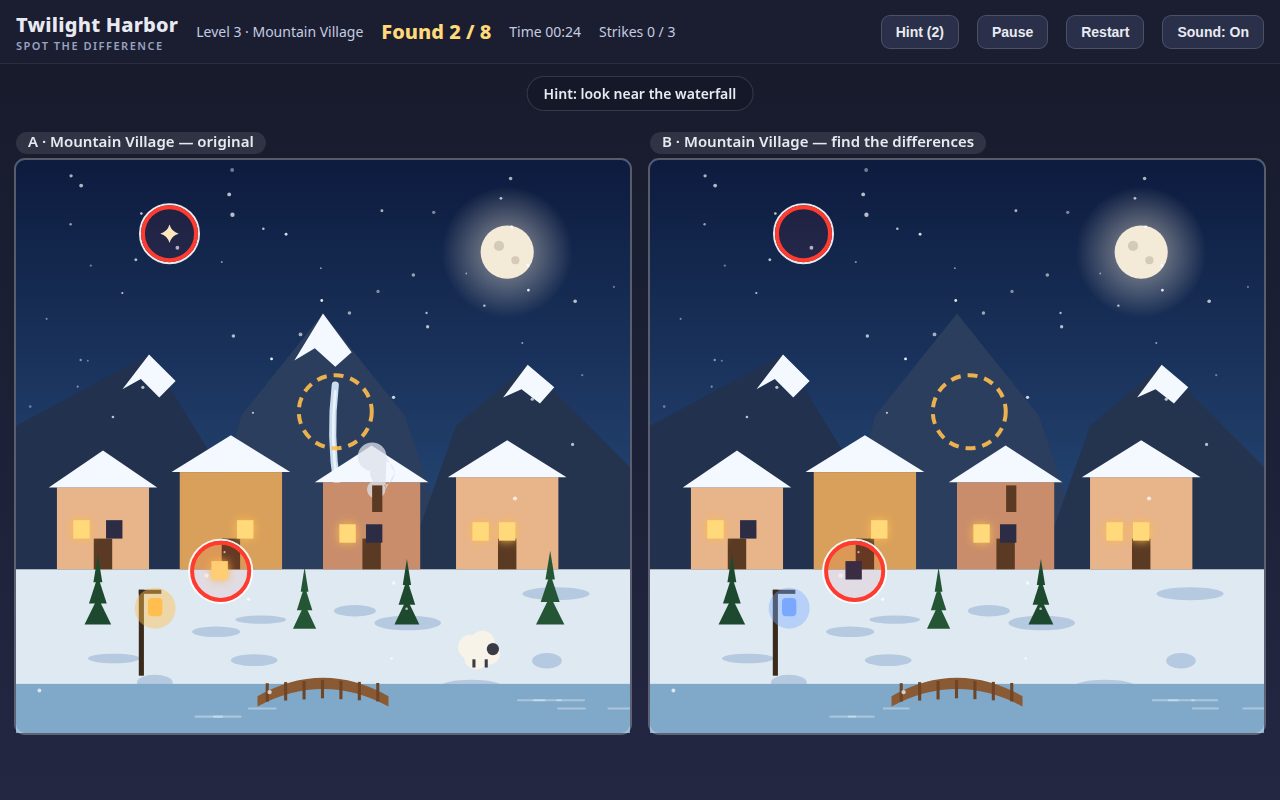 Twilight Harbor
SPOT THE DIFFERENCE
Level 3 · Mountain Village
Found 2 / 8
Time 00:24
Strikes 0 / 3
Hint (2)
Pause
Restart
Sound: On
Hint: look near the waterfall
A · Mountain Village — original
B · Mountain Village — find the differences